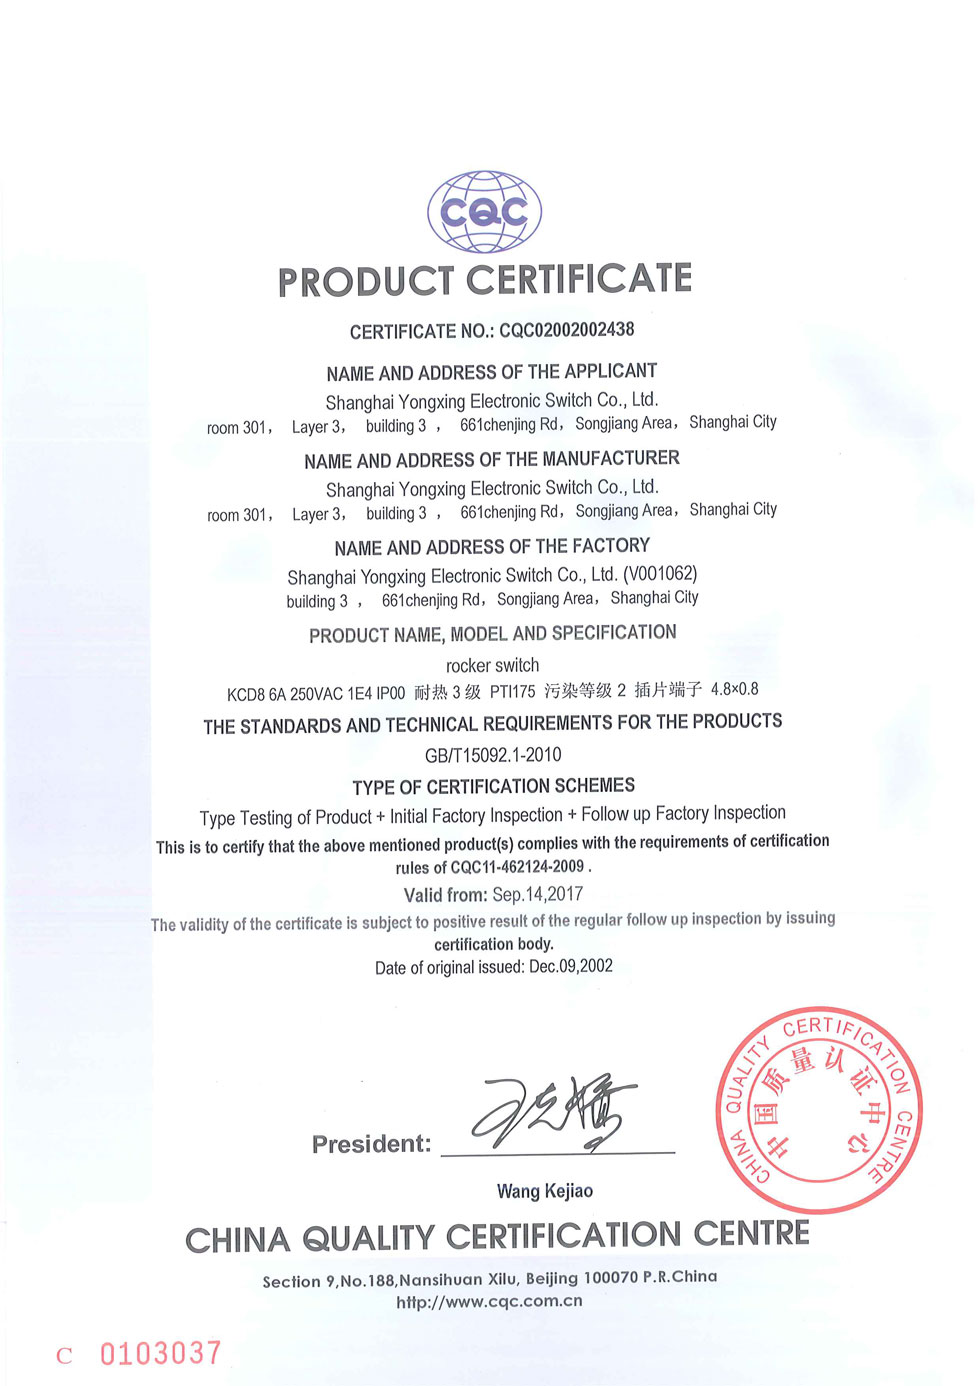 CQC
PRODUCT CERTIFICATE
CERTIFICATE NO.: CQC02002002438
NAME AND ADDRESS OF THE APPLICANT
Shanghai Yongxing Electronic Switch Co., Ltd.
room 301, Layer 3, building 3 , 661chenjing Rd, Songjiang Area, Shanghai City
NAME AND ADDRESS OF THE MANUFACTURER
Shanghai Yongxing Electronic Switch Co., Ltd.
room 301, Layer 3, building 3 , 661chenjing Rd, Songjiang Area, Shanghai City
NAME AND ADDRESS OF THE FACTORY
Shanghai Yongxing Electronic Switch Co., Ltd. (V001062)
building 3 , 661chenjing Rd, Songjiang Area, Shanghai City
PRODUCT NAME, MODEL AND SPECIFICATION
rocker switch
KCD8 6A 250VAC 1E4 IP00 耐热 3 级 PTI175 污染等级 2 插片端子 4.8×0.8
THE STANDARDS AND TECHNICAL REQUIREMENTS FOR THE PRODUCTS
GB/T15092.1-2010
TYPE OF CERTIFICATION SCHEMES
Type Testing of Product + Initial Factory Inspection + Follow up Factory Inspection
This is to certify that the above mentioned product(s) complies with the requirements of certification
rules of CQC11-462124-2009 .
Valid from: Sep.14,2017
The validity of the certificate is subject to positive result of the regular follow up inspection by issuing
certification body.
Date of original issued: Dec.09,2002
CHINA QUALITY CERTIFICATION CENTRE
中国质量认证中心
President:
Wang Kejiao
CHINA QUALITY CERTIFICATION CENTRE
Section 9,No.188,Nansihuan Xilu, Beijing 100070 P.R.China
http://www.cqc.com.cn
C 0103037